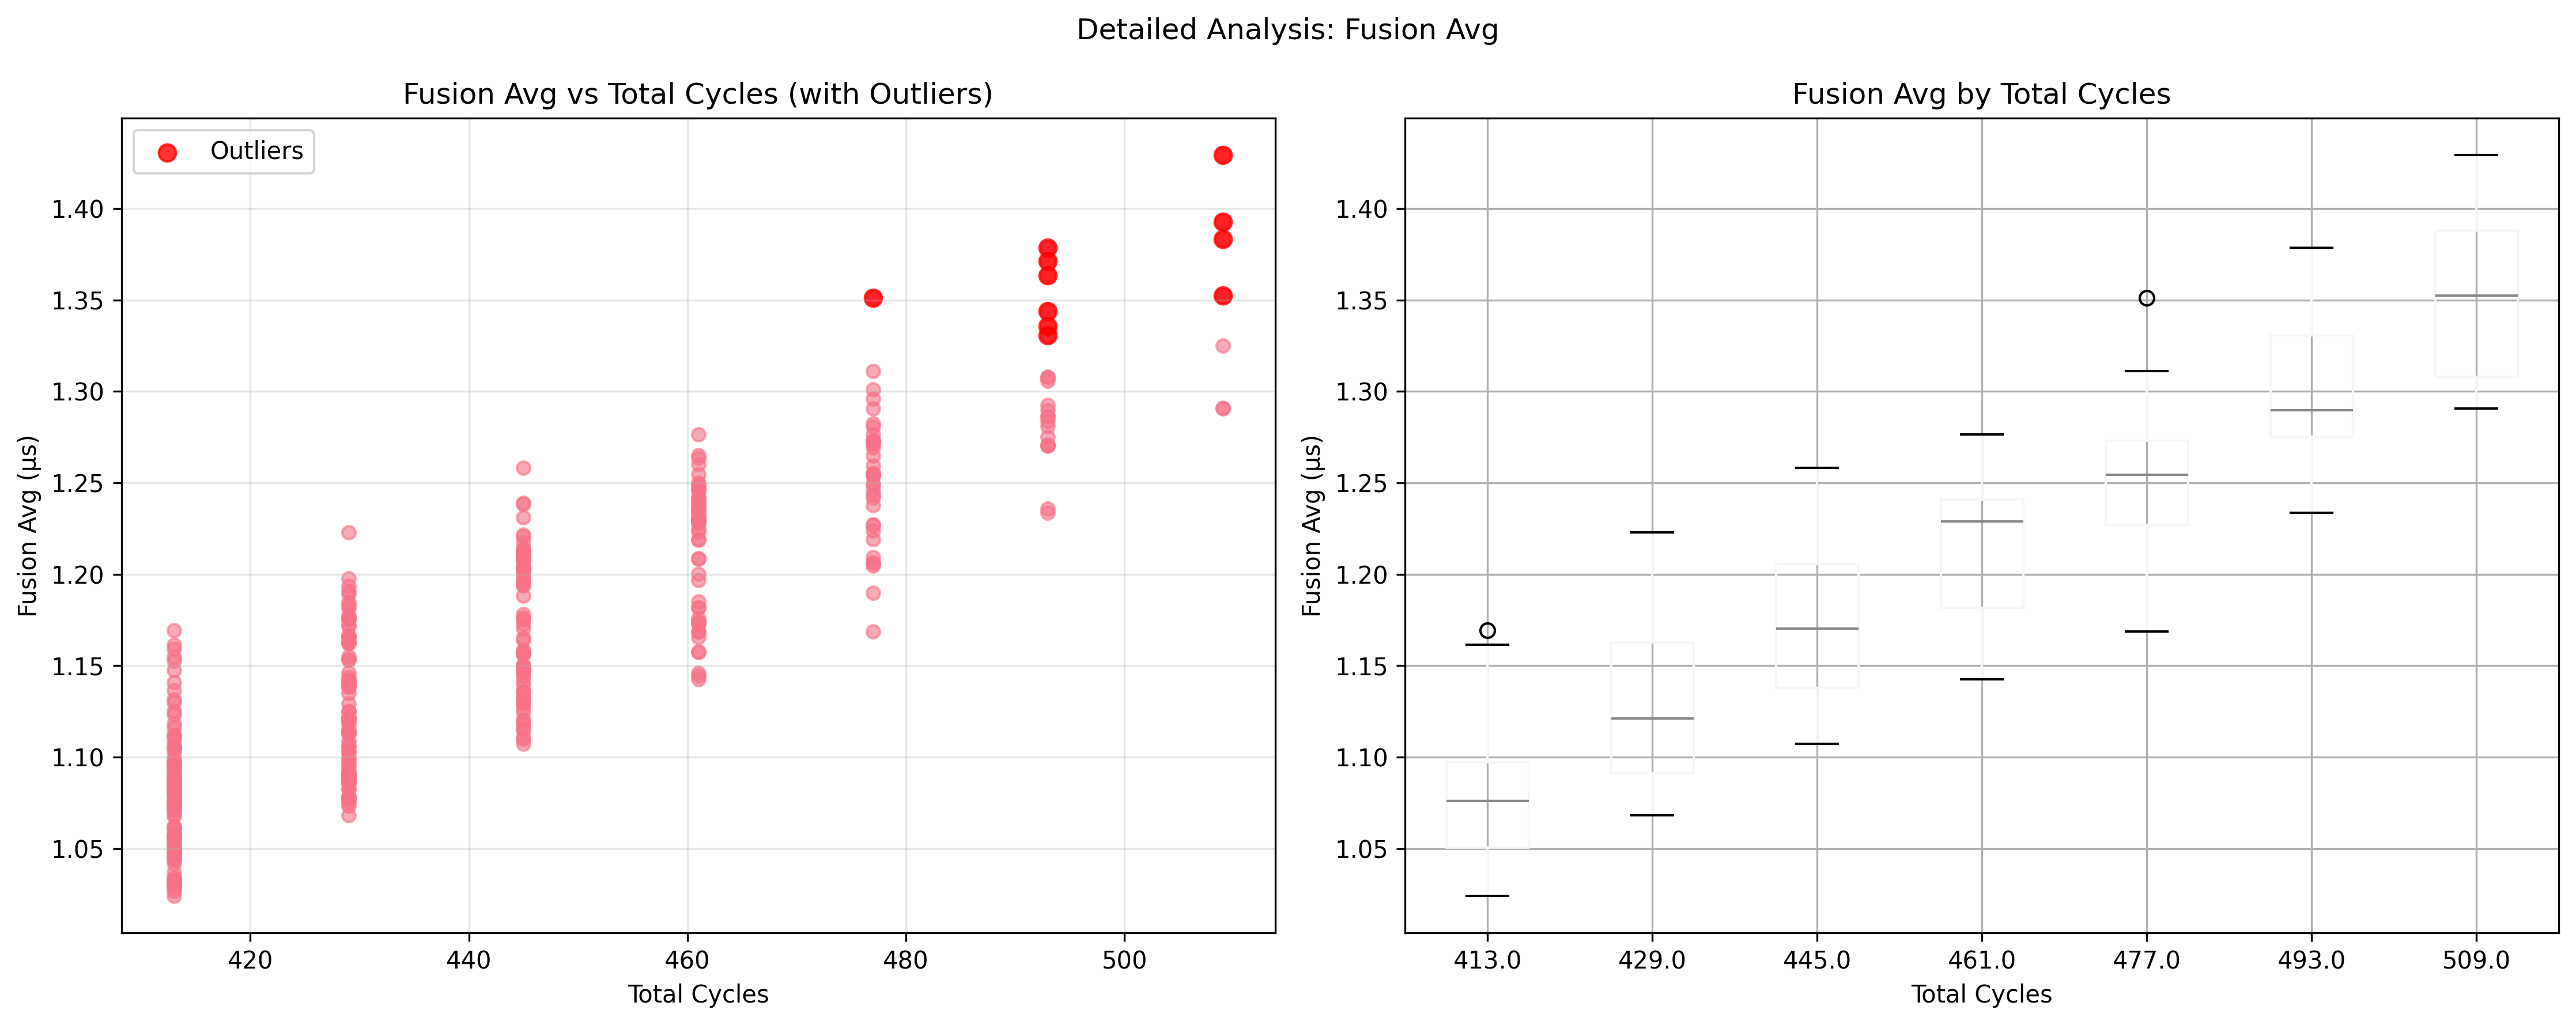 Detailed Analysis: Fusion Avg
Fusion Avg vs Total Cycles (with Outliers)
Outliers
Fusion Avg (μs)
1.40
1.35
1.30
1.25
1.20
1.15
1.10
1.05
420 440 460 480 500
Total Cycles
Fusion Avg by Total Cycles
Fusion Avg (μs)
1.40
1.35
1.30
1.25
1.20
1.15
1.10
1.05
413.0 429.0 445.0 461.0 477.0 493.0 509.0
Total Cycles